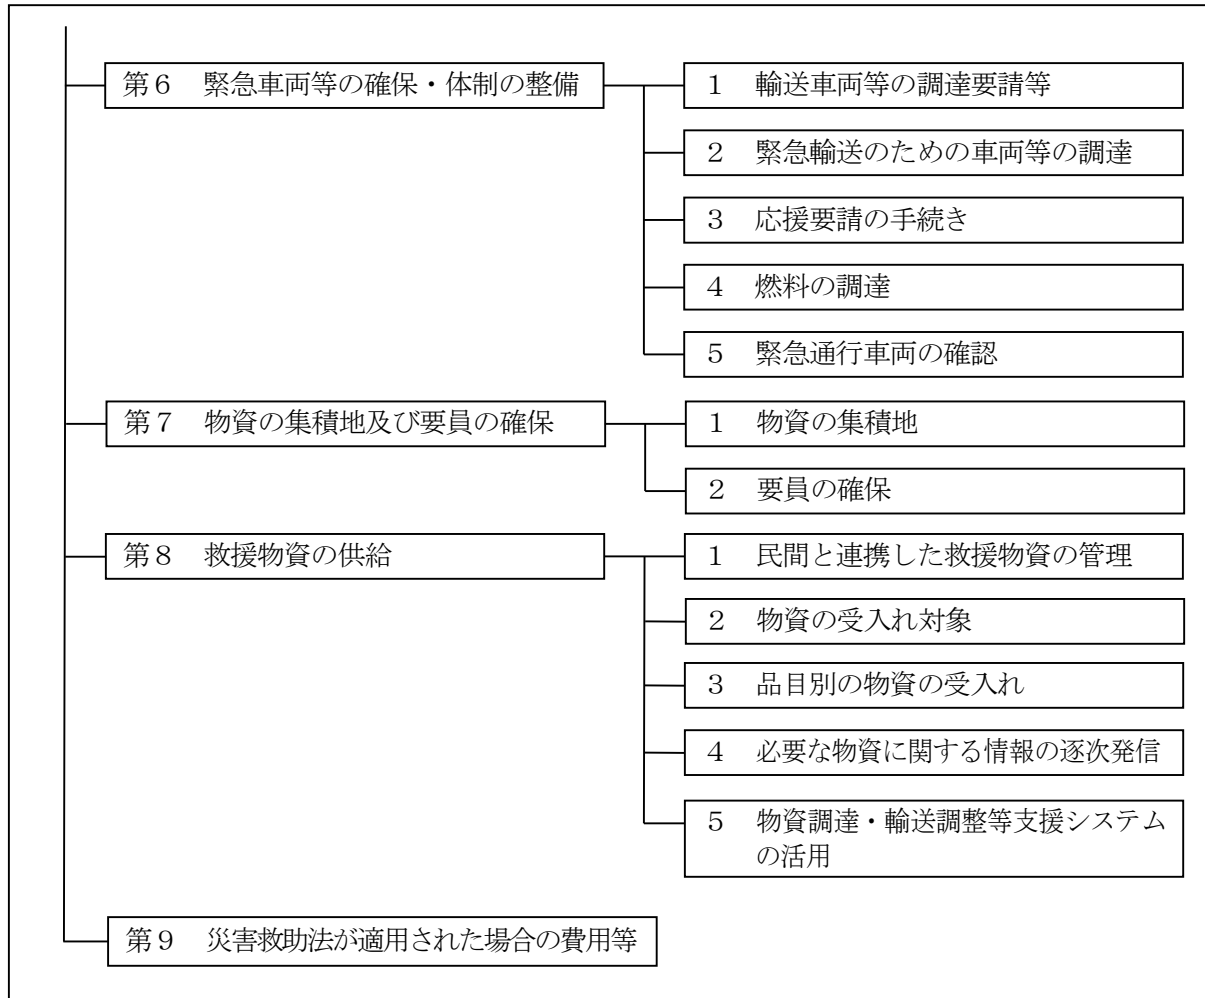 第６　緊急車両等の確保・体制の整備
１　輸送車両等の調達要請等
２　緊急輸送のための車両等の調達
３　応援要請の手続き
４　燃料の調達
５　緊急通行車両の確認
第７　物資の集積地及び要員の確保
１　物資の集積地
２　要員の確保
第８　救援物資の供給
１　民間と連携した救援物資の管理
２　物資の受入れ対象
３　品目別の物資の受入れ
４　必要な物資に関する情報の逐次発信
５　物資調達・輸送調整等支援システム
の活用
第９　災害救助法が適用された場合の費用等